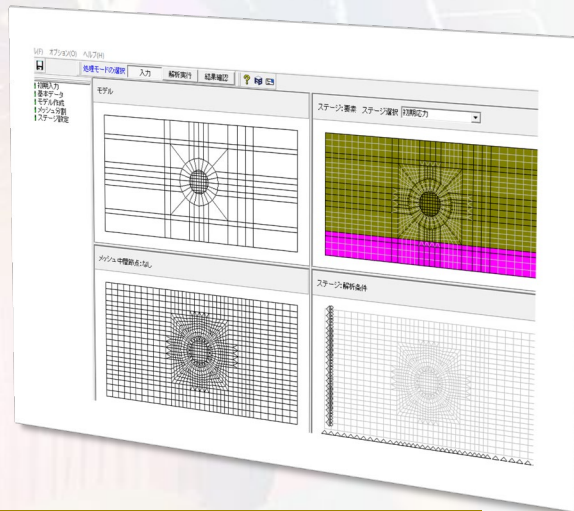 (F) オプション(O) ヘルプ(H)
処理モードの選択 入力 解析実行 結果確認 ?
初期入力
基本データ
モデル作成
メッシュ分割
ステージ設定
モデル
ステージ:要素 ステージ選択 初期応力
メッシュ中間節点:なし
ステージ:解析条件